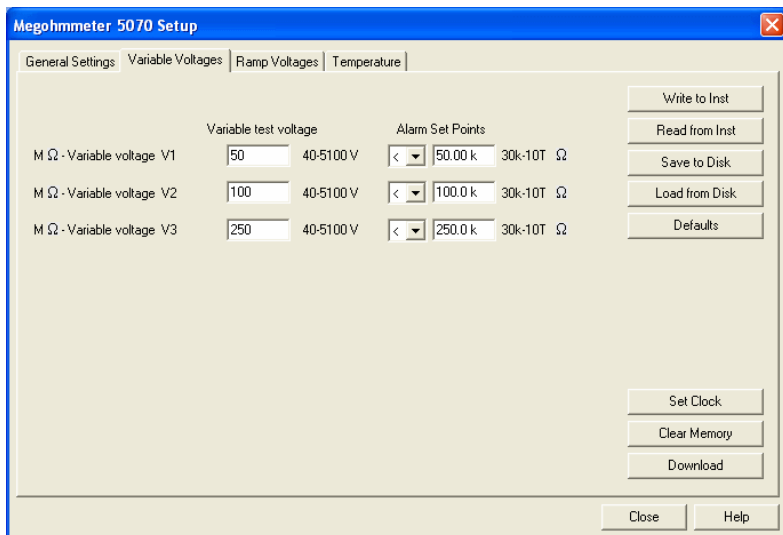 Megohmmeter 5070 Setup
General Settings Variable Voltages Ramp Voltages Temperature
Write to Inst
Variable test voltage Alarm Set Points Read from Inst
M Ω - Variable voltage V1 50 40-5100 V < 50.00 k 30k-10T Ω
Save to Disk
M Ω - Variable voltage V2 100 40-5100 V < 100.0 k 30k-10T Ω Load from Disk
M Ω - Variable voltage V3 250 40-5100 V < 250.0 k 30k-10T Ω Defaults
Set Clock
Clear Memory
Download
Close Help